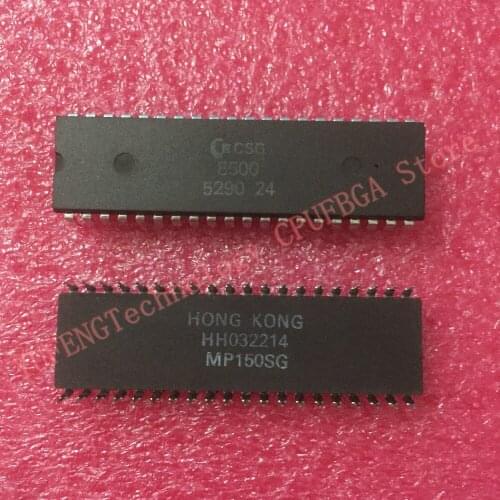 CSG
8500
5290 24
HONG KONG
HH032214
MP150SG
CPUFBGA Store